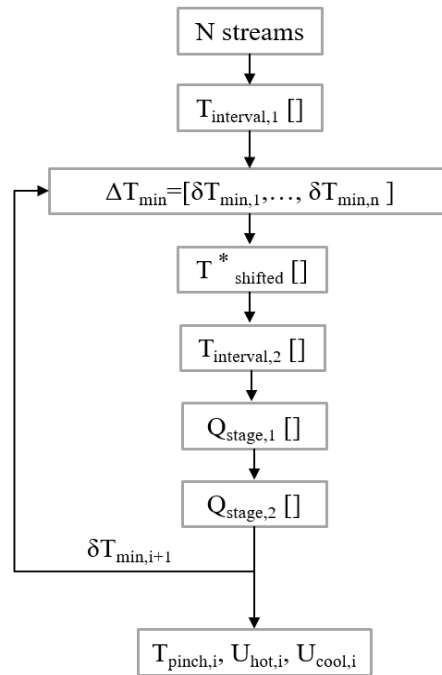 N streams
T_interval,1 []
ΔT_min=[δT_min,1,…, δT_min,n ]
T *_shifted []
T_interval,2 []
Q_stage,1 []
Q_stage,2 []
δT_min,i+1
T_pinch,i, U_hot,i, U_cool,i